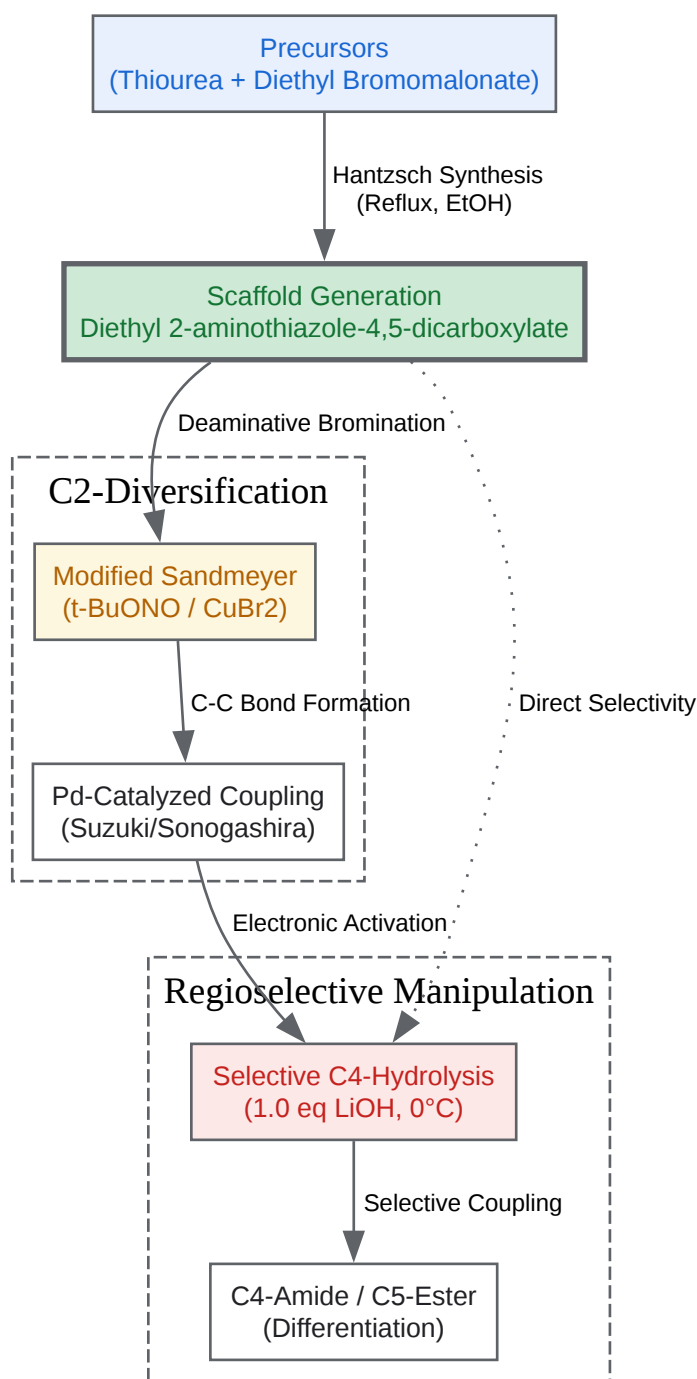 Precursors
(Thiourea + Diethyl Bromomalonate)
Hantzsch Synthesis
(Reflux, EtOH)
Scaffold Generation
Diethyl 2-aminothiazole-4,5-dicarboxylate
Deaminative Bromination
C2-Diversification
Modified Sandmeyer
(t-BuONO / CuBr2)
C-C Bond Formation
Direct Selectivity
Pd-Catalyzed Coupling
(Suzuki/Sonogashira)
Electronic Activation
Regioselective Manipulation
Selective C4-Hydrolysis
(1.0 eq LiOH, 0°C)
Selective Coupling
C4-Amide / C5-Ester
(Differentiation)